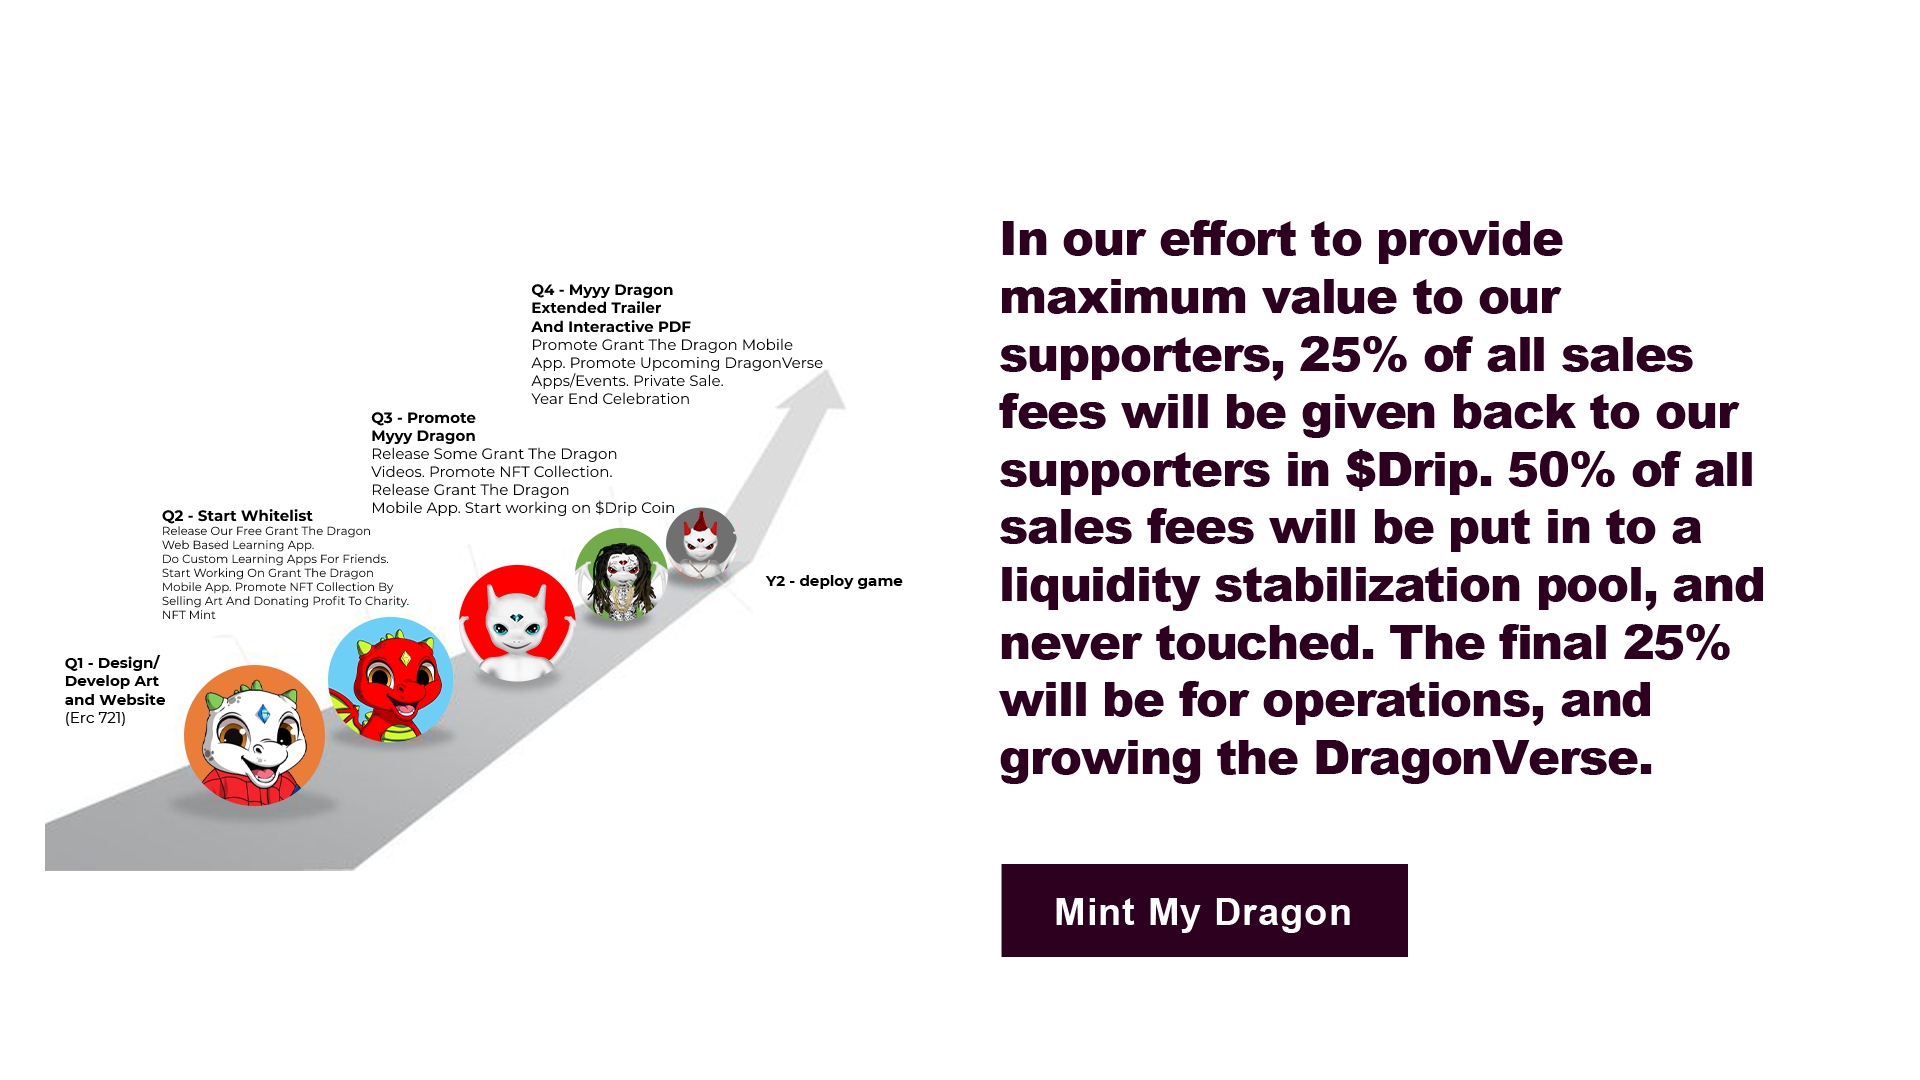 Q4 - Myyy Dragon
Extended Trailer
And Interactive PDF
Promote Grant The Dragon Mobile
App. Promote Upcoming DragonVerse
Apps/Events. Private Sale.
Year End Celebration
Q3 - Promote
Myyy Dragon
Release Some Grant The Dragon
Videos. Promote NFT Collection.
Release Grant The Dragon
Mobile App. Start working on $Drip Coin
Q2 - Start Whitelist
Release Our Free Grant The Dragon
Web Based Learning App.
Do Custom Learning Apps For Friends.
Start Working On Grant The Dragon
Mobile App. Promote NFT Collection By
Selling Art And Donating Profit To Charity.
NFT Mint
Q1 - Design/
Develop Art
and Website
(Erc 721)
Y2 - deploy game
In our effort to provide
maximum value to our
supporters, 25% of all sales
fees will be given back to our
supporters in $Drip. 50% of all
sales fees will be put in to a
liquidity stabilization pool, and
never touched. The final 25%
will be for operations, and
growing the DragonVerse.
Mint My Dragon